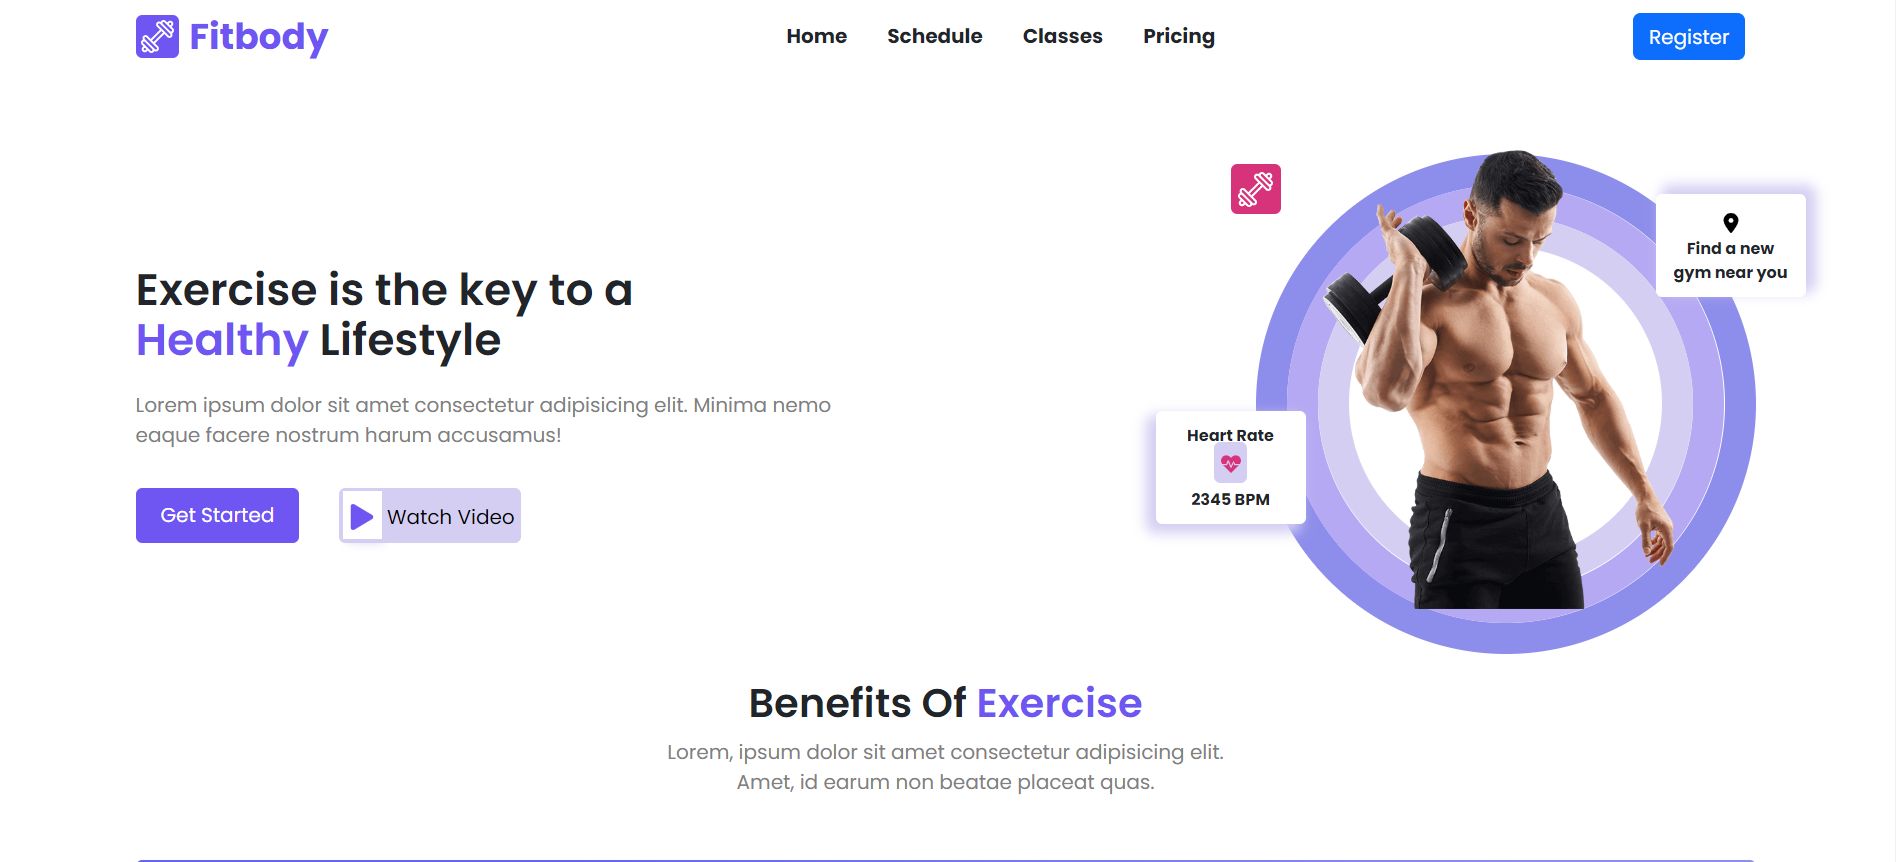 Fitbody
Home Schedule Classes Pricing
Register
Exercise is the key to a
Healthy Lifestyle
Lorem ipsum dolor sit amet consectetur adipisicing elit. Minima nemo
eaque facere nostrum harum accusamus!
Get Started
Watch Video
Find a new
gym near you
Heart Rate
2345 BPM
Benefits Of Exercise
Lorem, ipsum dolor sit amet consectetur adipisicing elit.
Amet, id earum non beatae placeat quas.